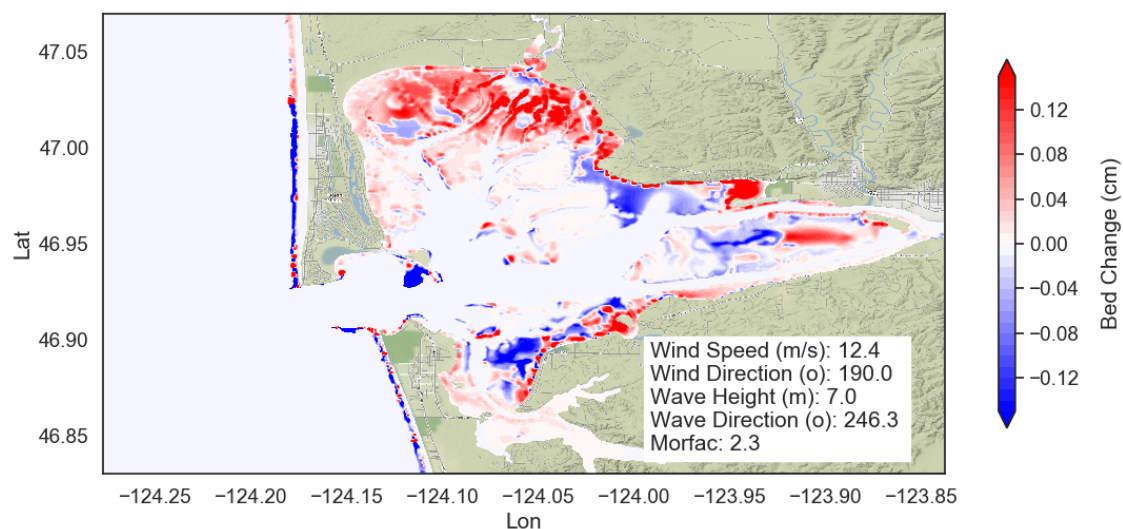 47.05
47.00
46.95
46.90
46.85
Lat
−124.25
−124.20
−124.15
−124.10
−124.05
−124.00
−123.95
−123.90
−123.85
Lon
Wind Speed (m/s): 12.4
Wind Direction (o): 190.0
Wave Height (m): 7.0
Wave Direction (o): 246.3
Morfac: 2.3
0.12
0.08
0.04
0.00
−0.04
−0.08
−0.12
Bed Change (cm)